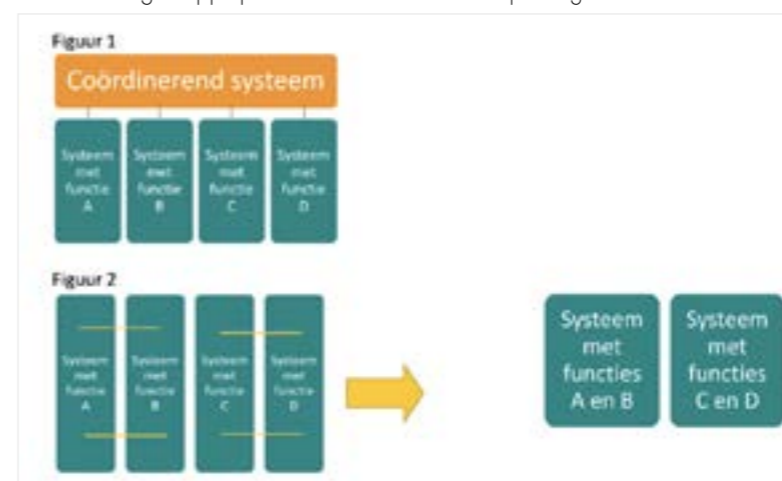 Figuur 1
Coördinerend systeem
Systeem
met
functie
A
Systeem
met
functie
B
Systeem
met
functie
C
Systeem
met
functie
D
Figuur 2
Systeem
met
functie
A
Systeem
met
functie
B
Systeem
met
functie
C
Systeem
met
functie
D
Systeem
met
functies
A en B
Systeem
met
functies
C en D